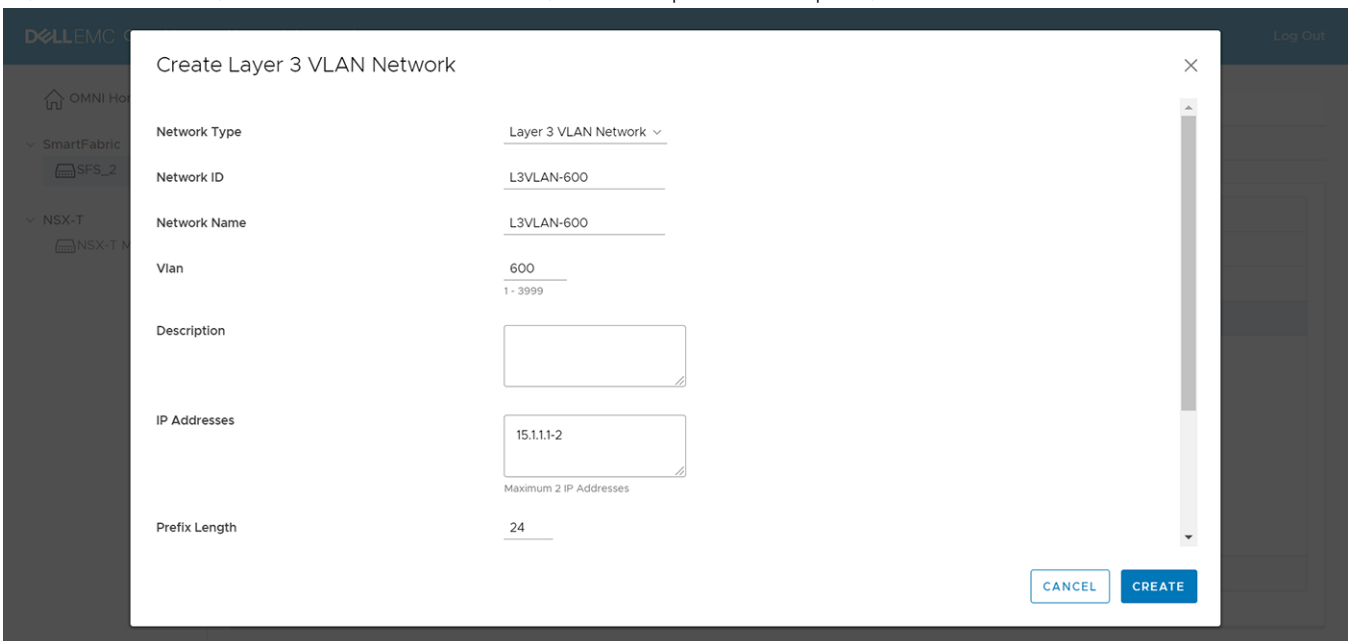 DELLEMC
Log Out
OMNI Ho
SmartFabric
SFS_2
NSX-T
NSX-T M
Create Layer 3 VLAN Network
Network Type
Layer 3 VLAN Network
Network ID
L3VLAN-600
Network Name
L3VLAN-600
Vlan
600
1 - 3999
Description
IP Addresses
15.1.1.1-2
Maximum 2 IP Addresses
Prefix Length
24
CANCEL
CREATE